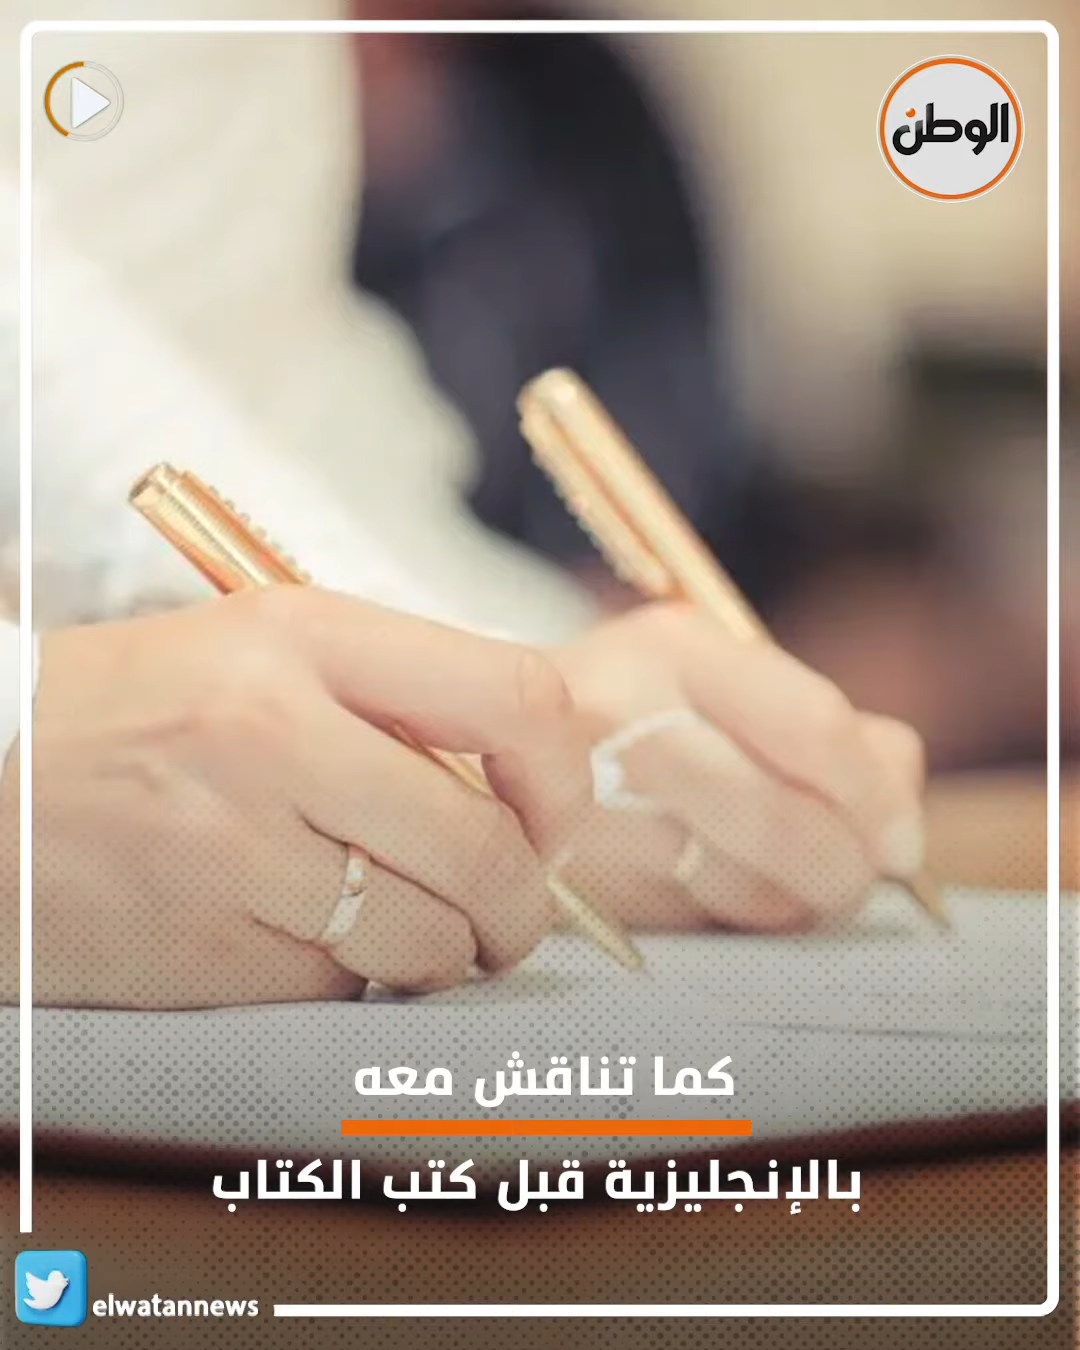 الوطن
كما تناقش معه
بالإنجليزية قبل كتب الكتاب
elwatannews